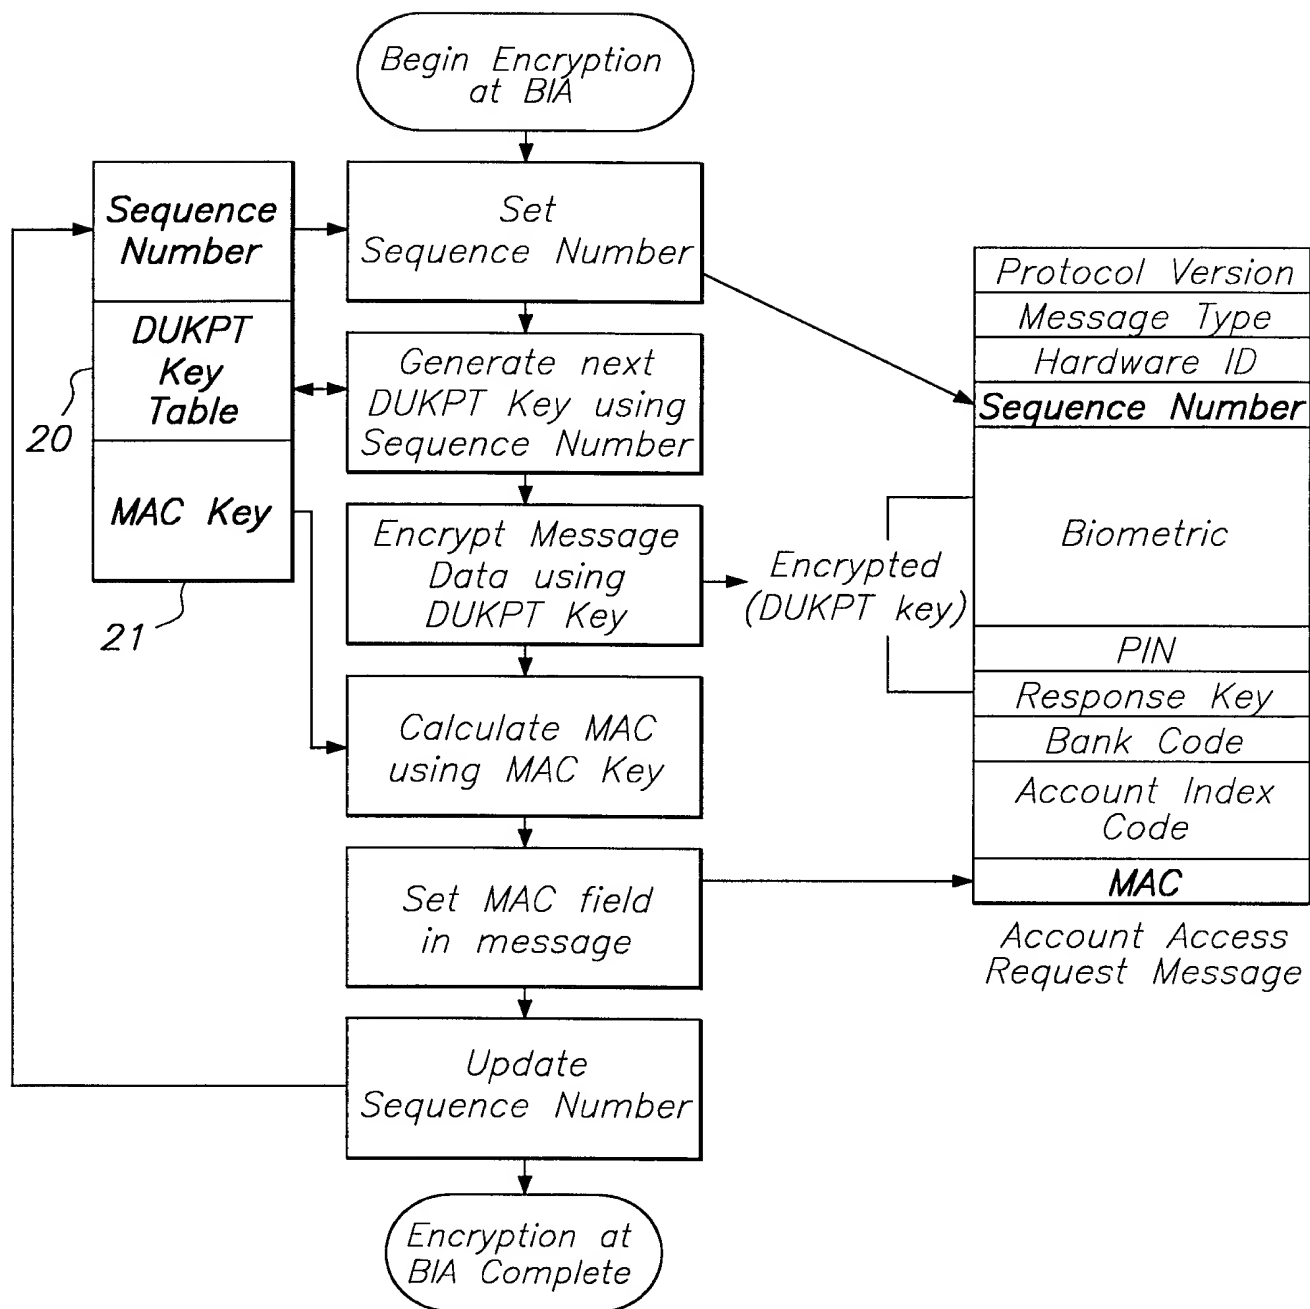 Begin Encryption
at BIA
Sequence
Number
DUKPT
Key
Table
MAC Key
20
21
Set
Sequence Number
Generate next
DUKPT Key using
Sequence Number
Encrypt Message
Data using
DUKPT Key
Calculate MAC
using MAC Key
Set MAC field
in message
Update
Sequence Number
Encryption at
BIA Complete
Encrypted
(DUKPT key)
Protocol Version
Message Type
Hardware ID
Sequence Number
Biometric
PIN
Response Key
Bank Code
Account Index
Code
MAC
Account Access
Request Message